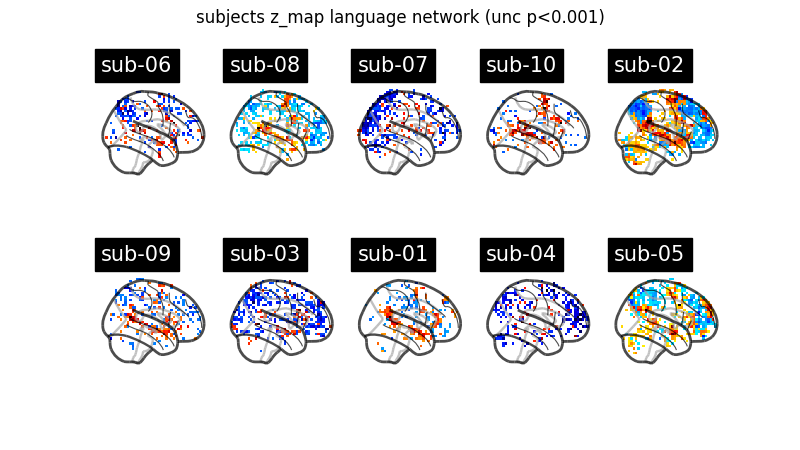 subjects z_map language network (unc p<0.001)
sub-06 sub-08 sub-07 sub-10 sub-02
sub-09 sub-03 sub-01 sub-04 sub-05